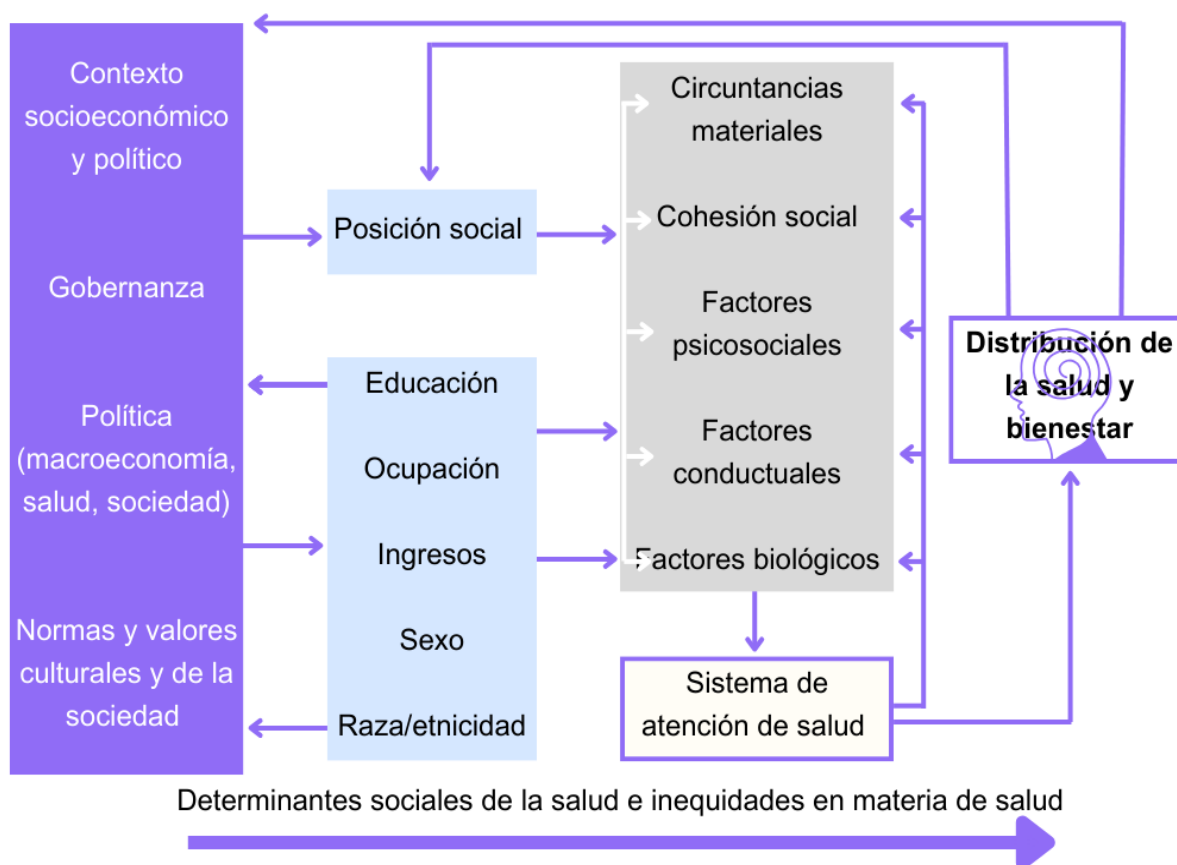 Contexto
socioeconómico
y político
Gobernanza
Política
(macroeconomía,
salud, sociedad)
Normas y valores
culturales y de la
sociedad
Posición social
Educación
Ocupación
Ingresos
Sexo
Raza/etnicidad
Circuntancias
materiales
Cohesión social
Factores
psicosociales
Factores
conductuales
Factores biológicos
Sistema de
atención de salud
Distribución de
la salud y
bienestar
Determinantes sociales de la salud e inequidades en materia de salud